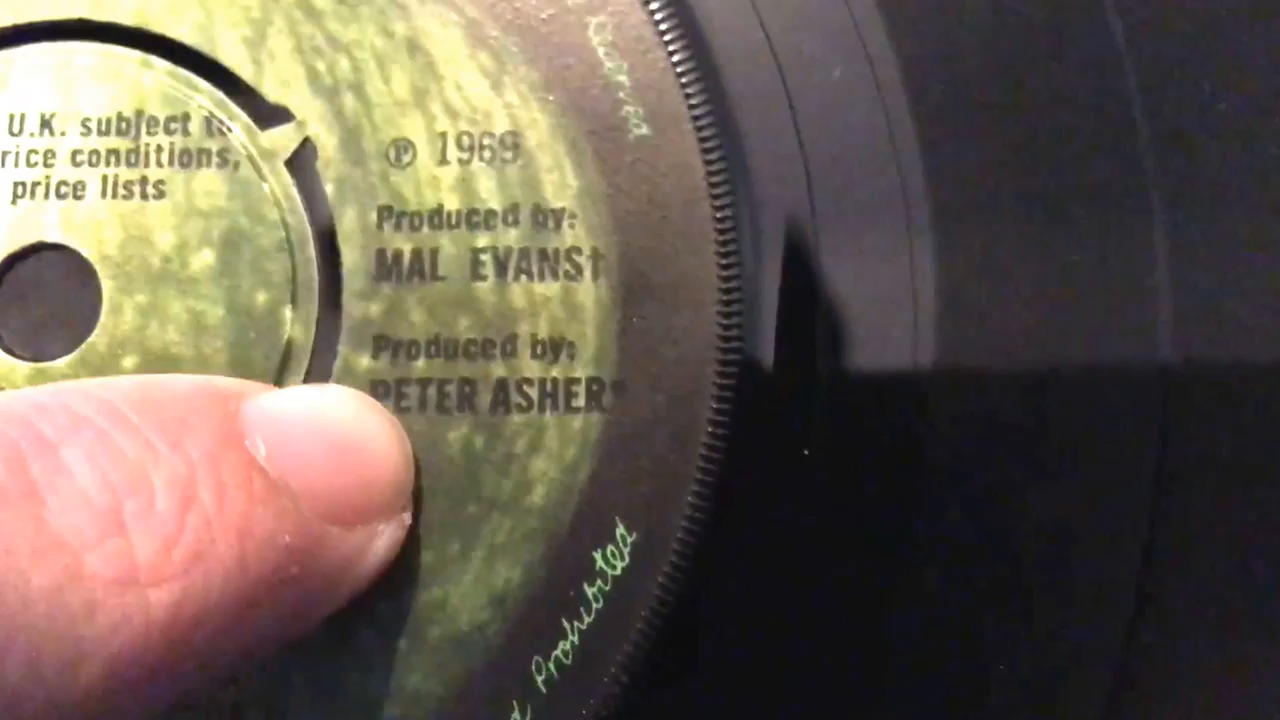 U.K. subject to
rice conditions,
price lists
℗ 1969
Produced by:
MAL EVANS†
Produced by:
PETER ASHER*
Prohibited